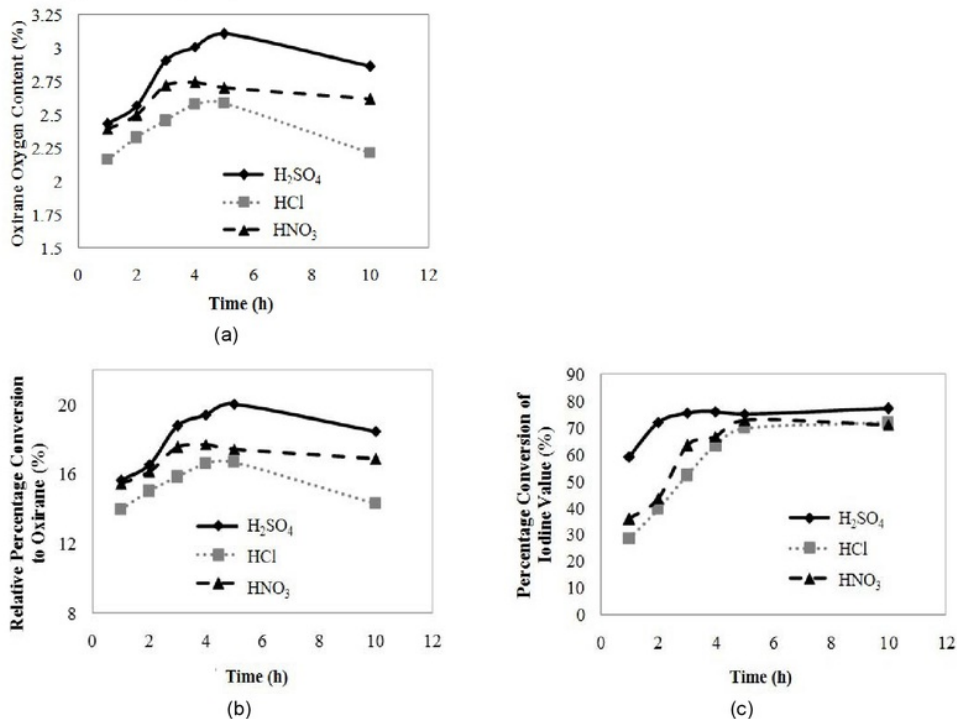 Oxirane Oxygen Content (%)
3.25
3
2.75
2.5
2.25
2
1.75
1.5
H₂SO₄
HCl
HNO₃
0 2 4 6 8 10 12
Time (h)
(a)
Relative Percentage Conversion
to Oxirane (%)
20
16
12
8
H₂SO₄
HCl
HNO₃
0 2 4 6 8 10 12
Time (h)
(b)
Percentage Conversion of
Iodine Value (%)
90
80
70
60
50
40
30
20
10
0
H₂SO₄
HCl
HNO₃
0 2 4 6 8 10 12
Time (h)
(c)